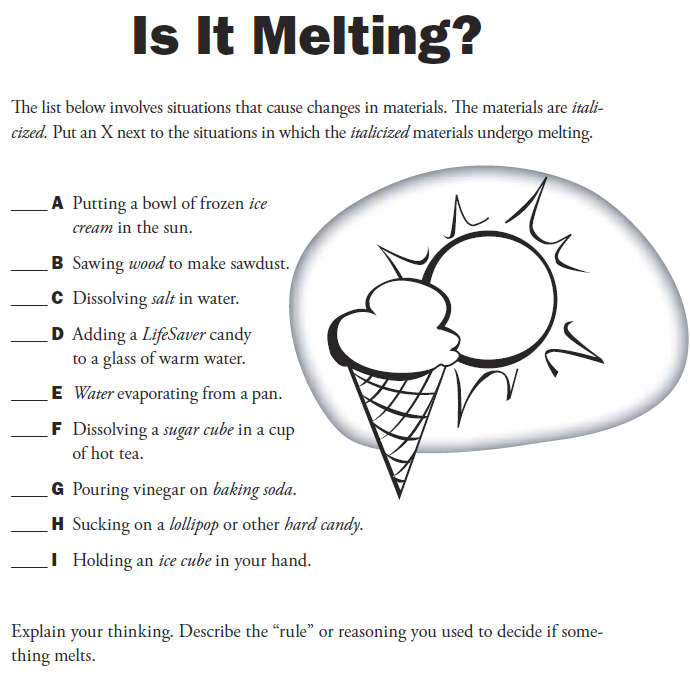 Is It Melting?
The list below involves situations that cause changes in materials. The materials are itali-
cized. Put an X next to the situations in which the italicized materials undergo melting.
____ A Putting a bowl of frozen ice
cream in the sun.
____ B Sawing wood to make sawdust.
____ C Dissolving salt in water.
____ D Adding a LifeSaver candy
to a glass of warm water.
____ E Water evaporating from a pan.
____ F Dissolving a sugar cube in a cup
of hot tea.
____ G Pouring vinegar on baking soda.
____ H Sucking on a lollipop or other hard candy.
____ I Holding an ice cube in your hand.
Explain your thinking. Describe the “rule” or reasoning you used to decide if some-
thing melts.